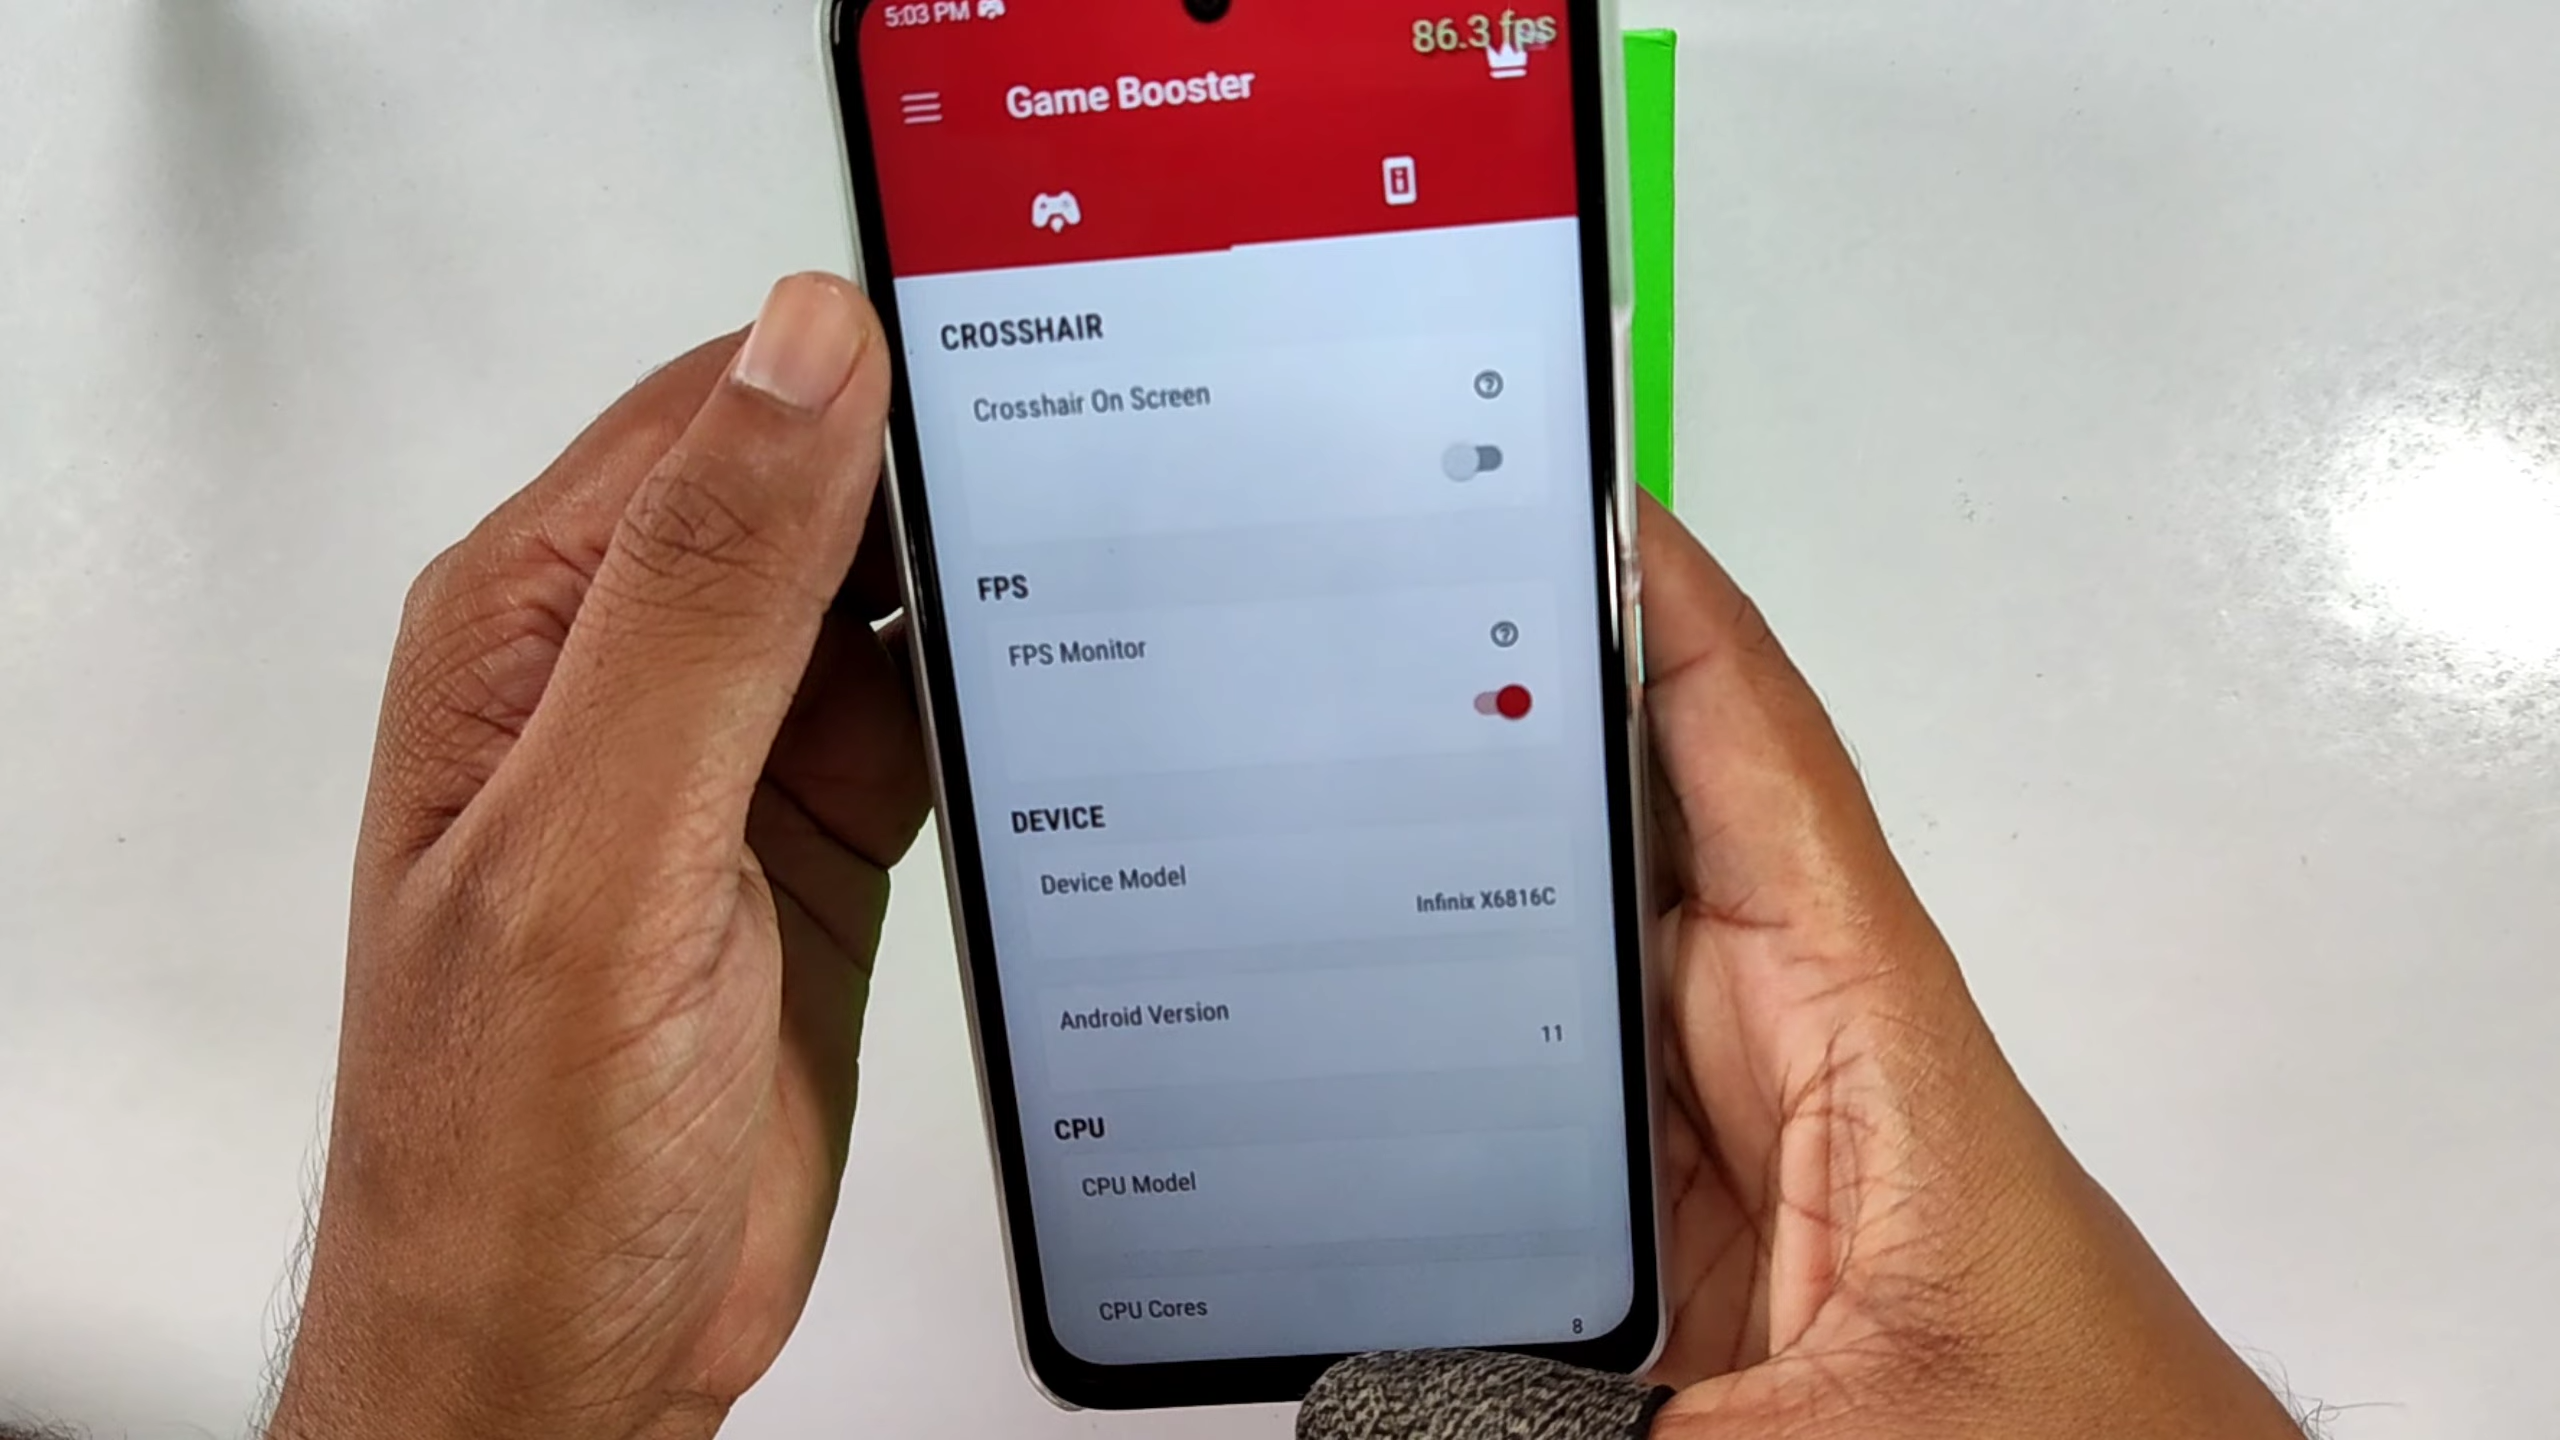 5:03 PM
86.3 fps
Game Booster
CROSSHAIR
Crosshair On Screen
FPS
FPS Monitor
DEVICE
Device Model
Infinix X6816C
Android Version
11
CPU
CPU Model
CPU Cores
8